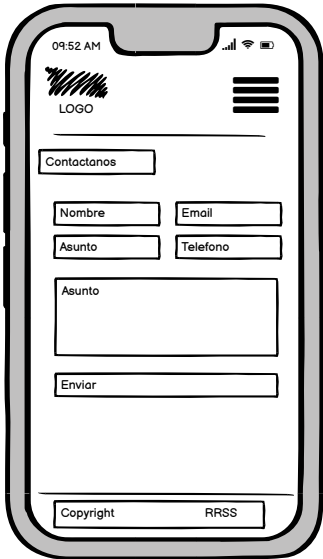 09:52 AM
LOGO
Contactanos
Nombre Email
Asunto Telefono
Asunto
Enviar
Copyright RRSS